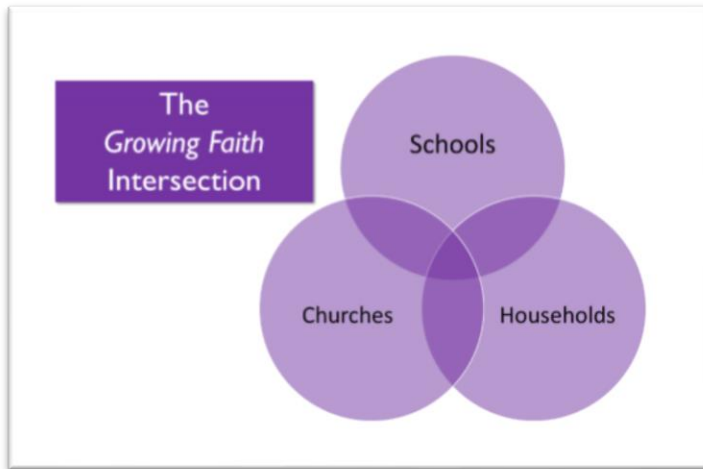 The
Growing Faith
Intersection
Schools
Churches
Households